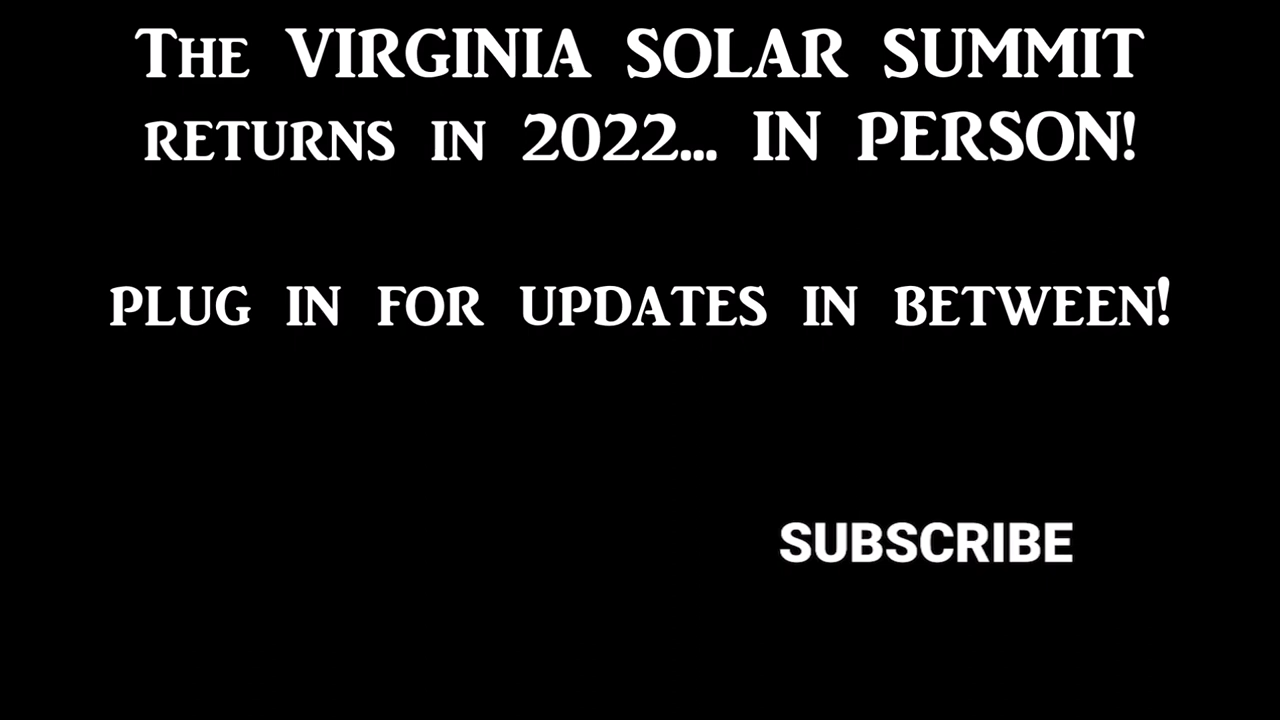 The VIRGINIA SOLAR SUMMIT
RETURNS IN 2022... IN PERSON!
PLUG IN FOR UPDATES IN BETWEEN!
SUBSCRIBE